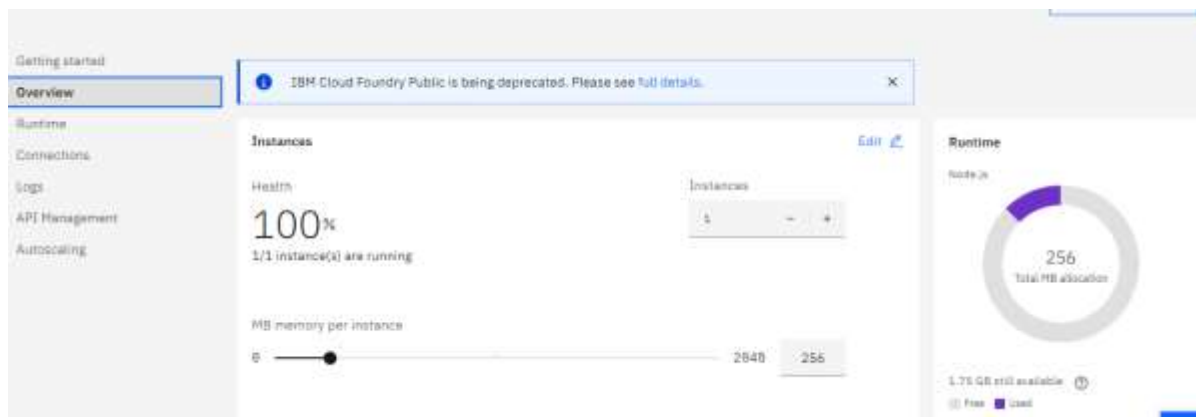 Getting started
Overview
Runtime
Connections
Logs
API Management
Autoscaling
IBM Cloud Foundry Public is being deprecated. Please see full details.
Instances
Edit
Health
100%
1/1 instance(s) are running
Instances
1 - +
MB memory per instance
0 2048 256
Runtime
Node.js
256
Total MB allocation
1.75 GB still available
Free Used